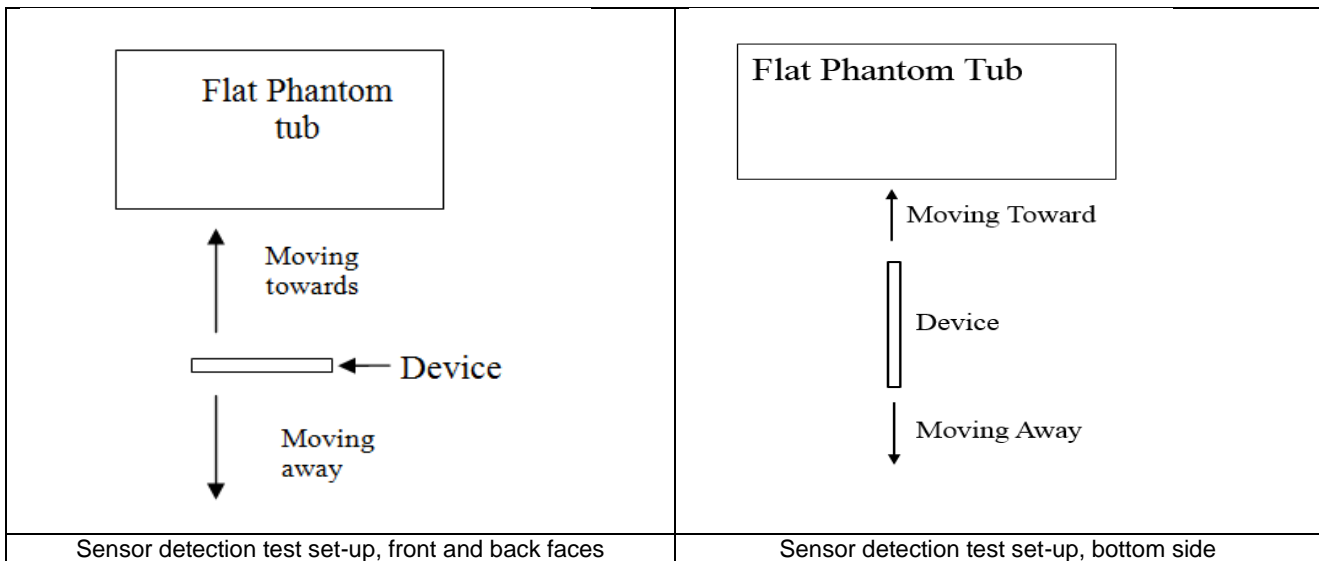 Flat Phantom
tub
Moving
towards
Device
Moving
away
Sensor detection test set-up, front and back faces
Flat Phantom Tub
Moving Toward
Device
Moving Away
Sensor detection test set-up, bottom side